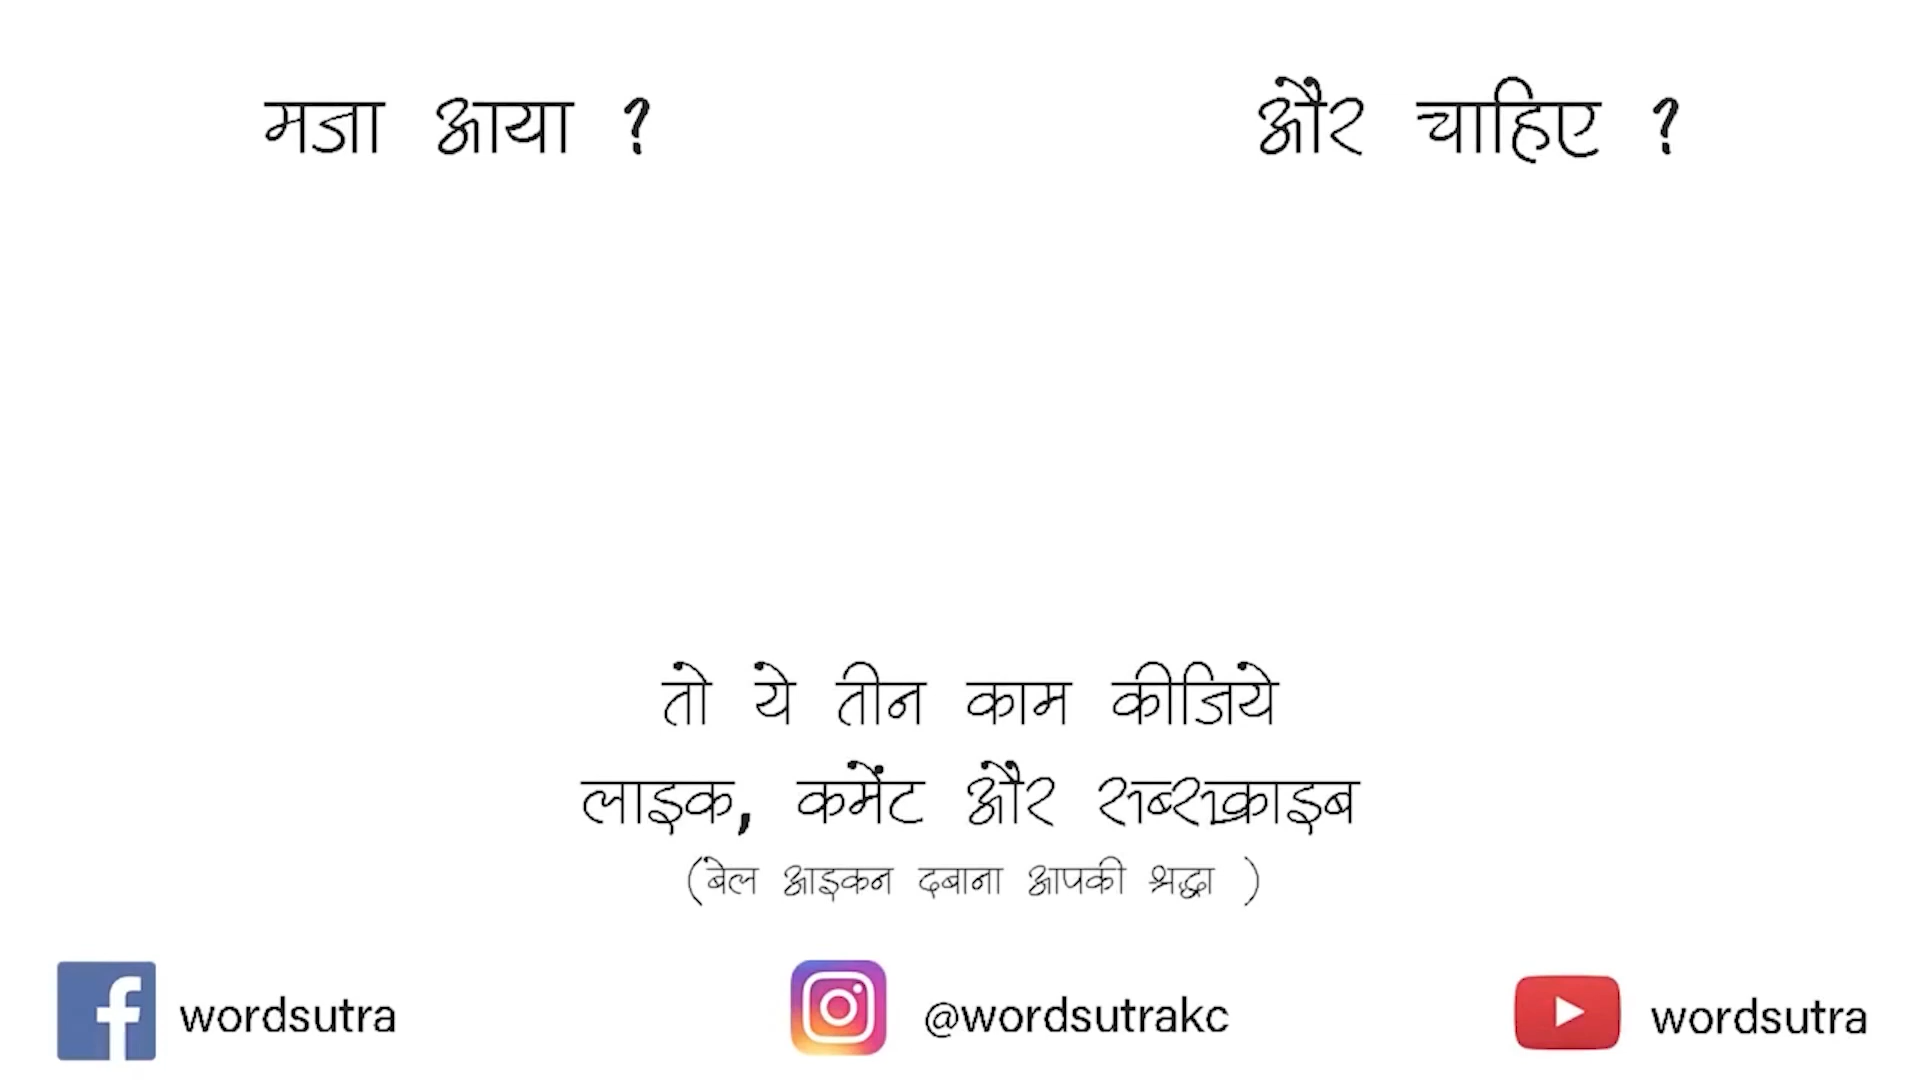 मजा आया ?
और चाहिए ?
तो ये तीन काम कीजिये
लाइक, कमेंट और सब्सक्राइब
(बेल आइकन दबाना आपकी श्रद्धा )
wordsutra
@wordsutrakc
wordsutra